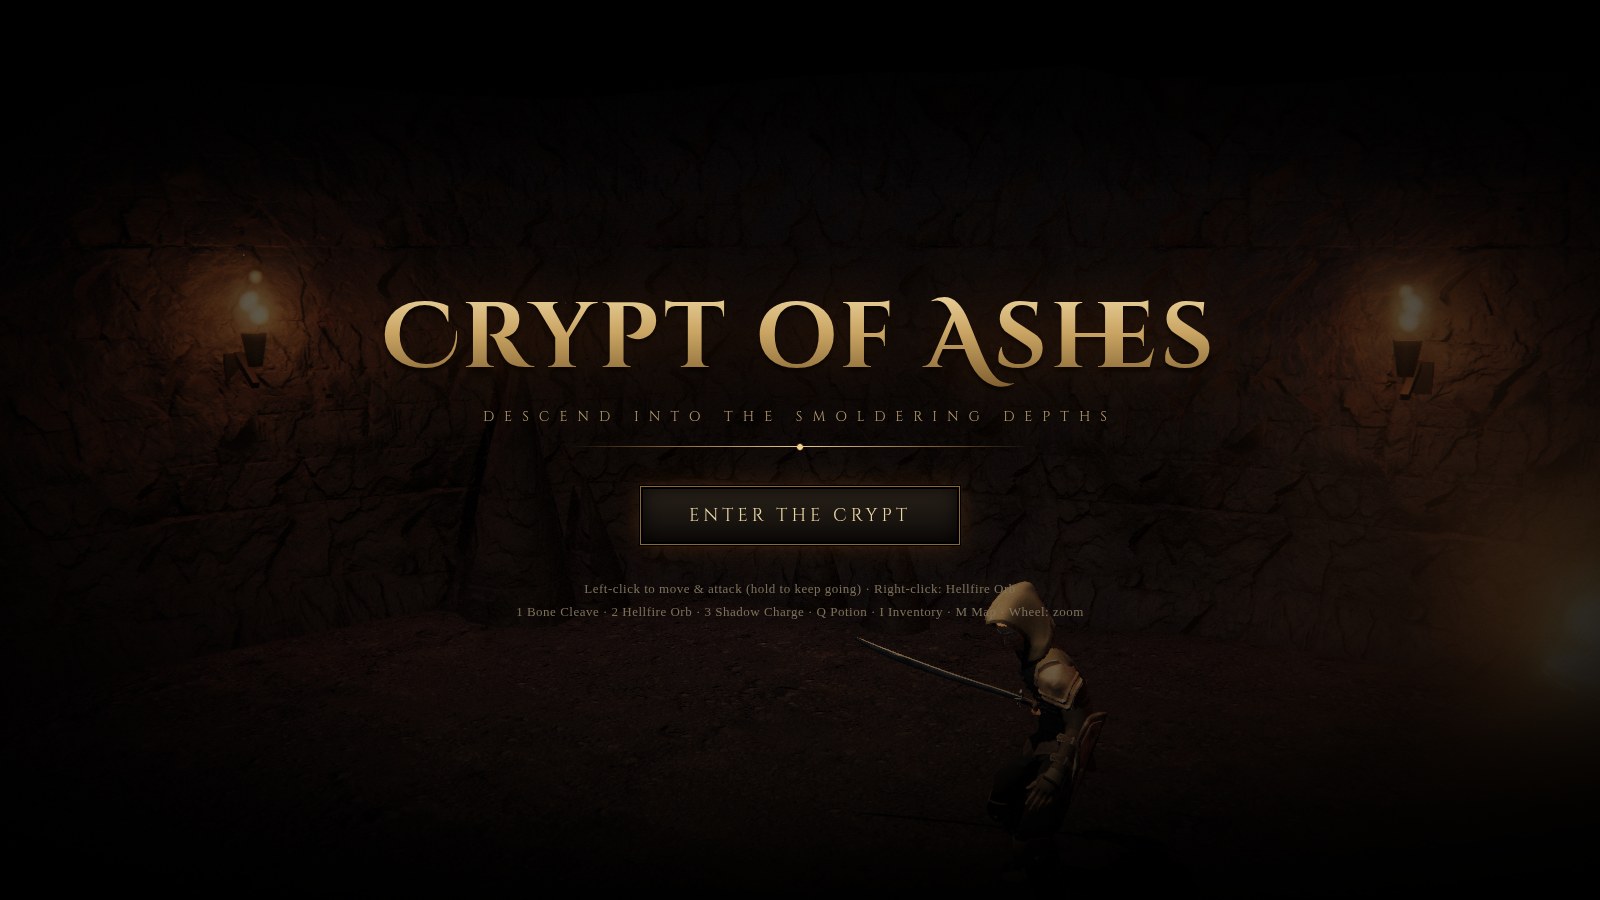 CRYPT OF ASHES
DESCEND INTO THE SMOLDERING DEPTHS
ENTER THE CRYPT
Left-click to move & attack (hold to keep going) · Right-click: Hellfire Orb
1 Bone Cleave · 2 Hellfire Orb · 3 Shadow Charge · Q Potion · I Inventory · M Map · Wheel: zoom